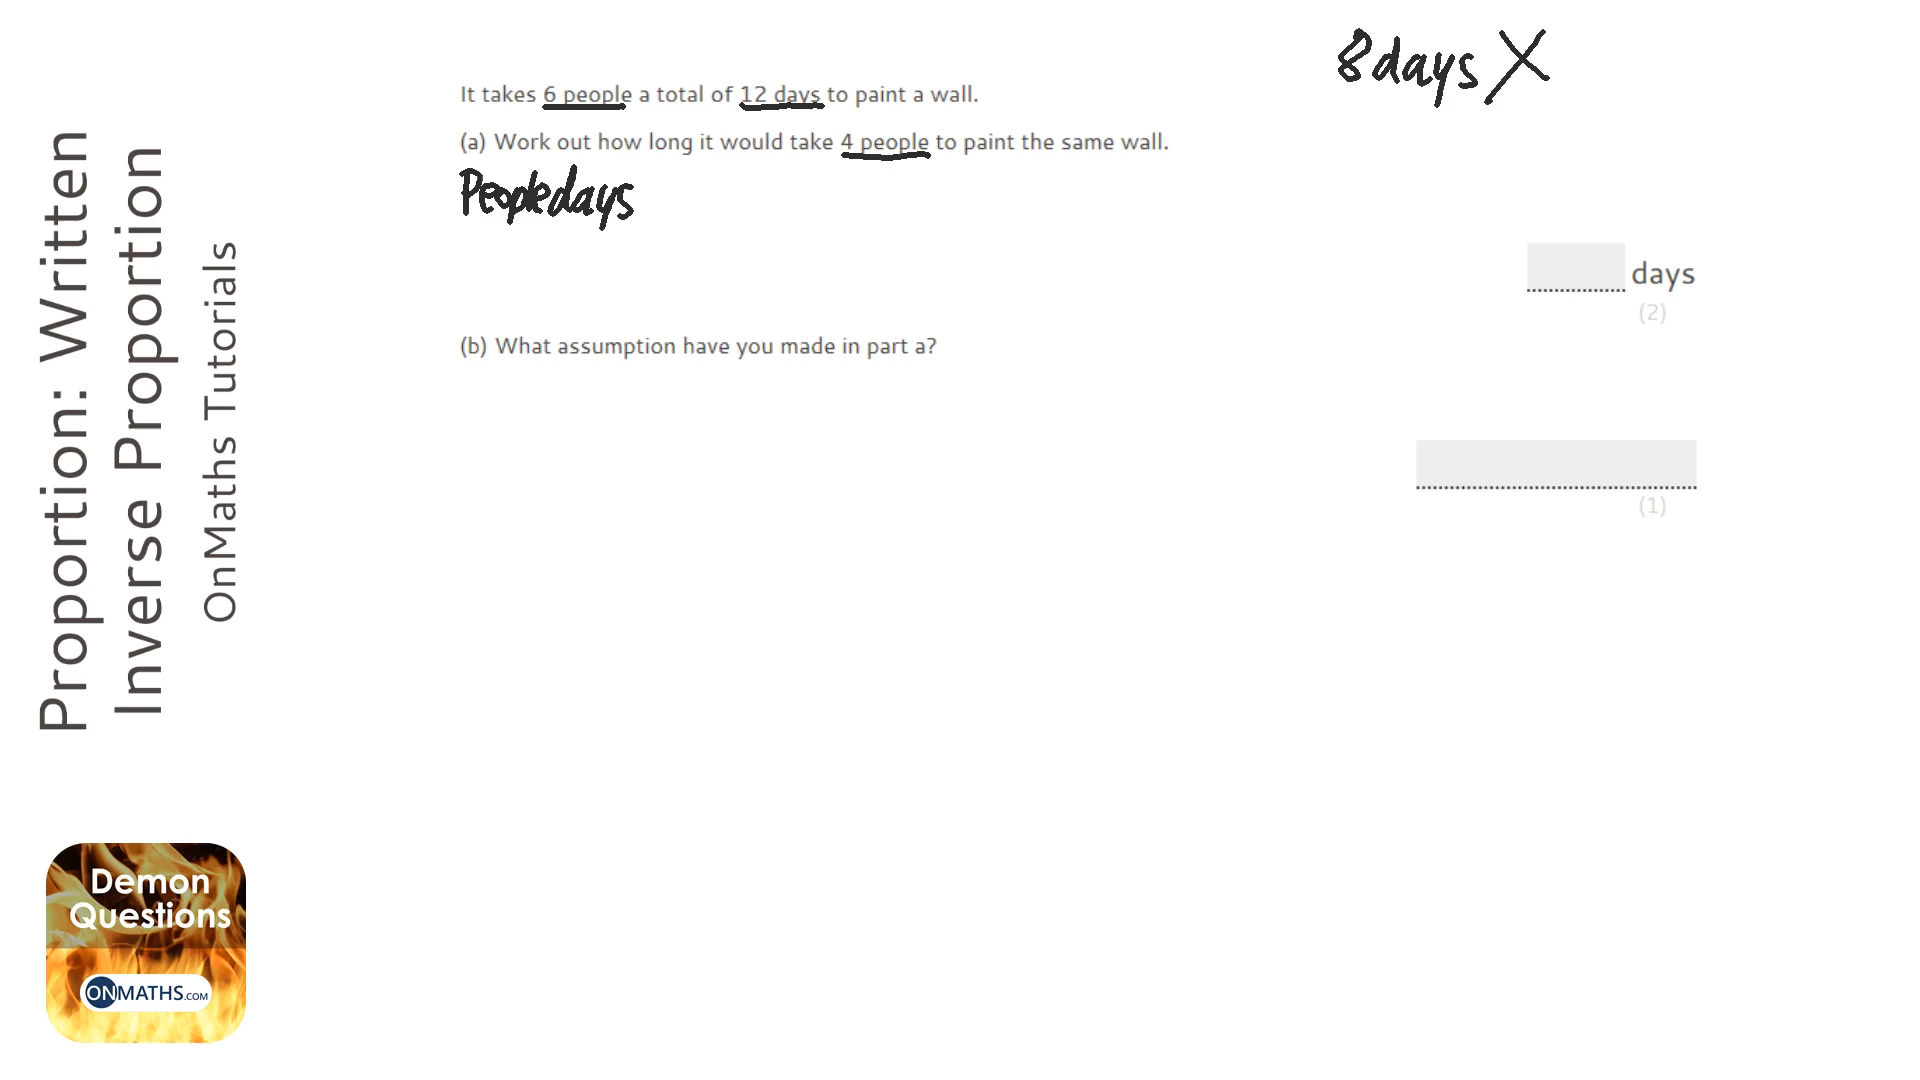 Proportion: Written
Inverse Proportion
OnMaths Tutorials
8days X
It takes 6 people a total of 12 days to paint a wall.
(a) Work out how long it would take 4 people to paint the same wall.
Peopledays
days
(2)
(b) What assumption have you made in part a?
(1)
Demon
Questions
ONMATHS.COM